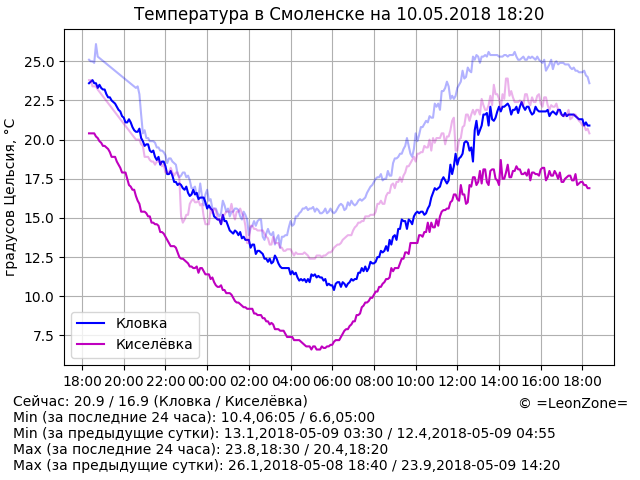 Температура в Смоленске на 10.05.2018 18:20
градусов Цельсия, °C
25.0
22.5
20.0
17.5
15.0
12.5
10.0
7.5
Кловка
Киселёвка
18:00 20:00 22:00 00:00 02:00 04:00 06:00 08:00 10:00 12:00 14:00 16:00 18:00
Сейчас: 20.9 / 16.9 (Кловка / Киселёвка)
© =LeonZone=
Min (за последние 24 часа): 10.4,06:05 / 6.6,05:00
Min (за предыдущие сутки): 13.1,2018-05-09 03:30 / 12.4,2018-05-09 04:55
Max (за последние 24 часа): 23.8,18:30 / 20.4,18:20
Max (за предыдущие сутки): 26.1,2018-05-08 18:40 / 23.9,2018-05-09 14:20